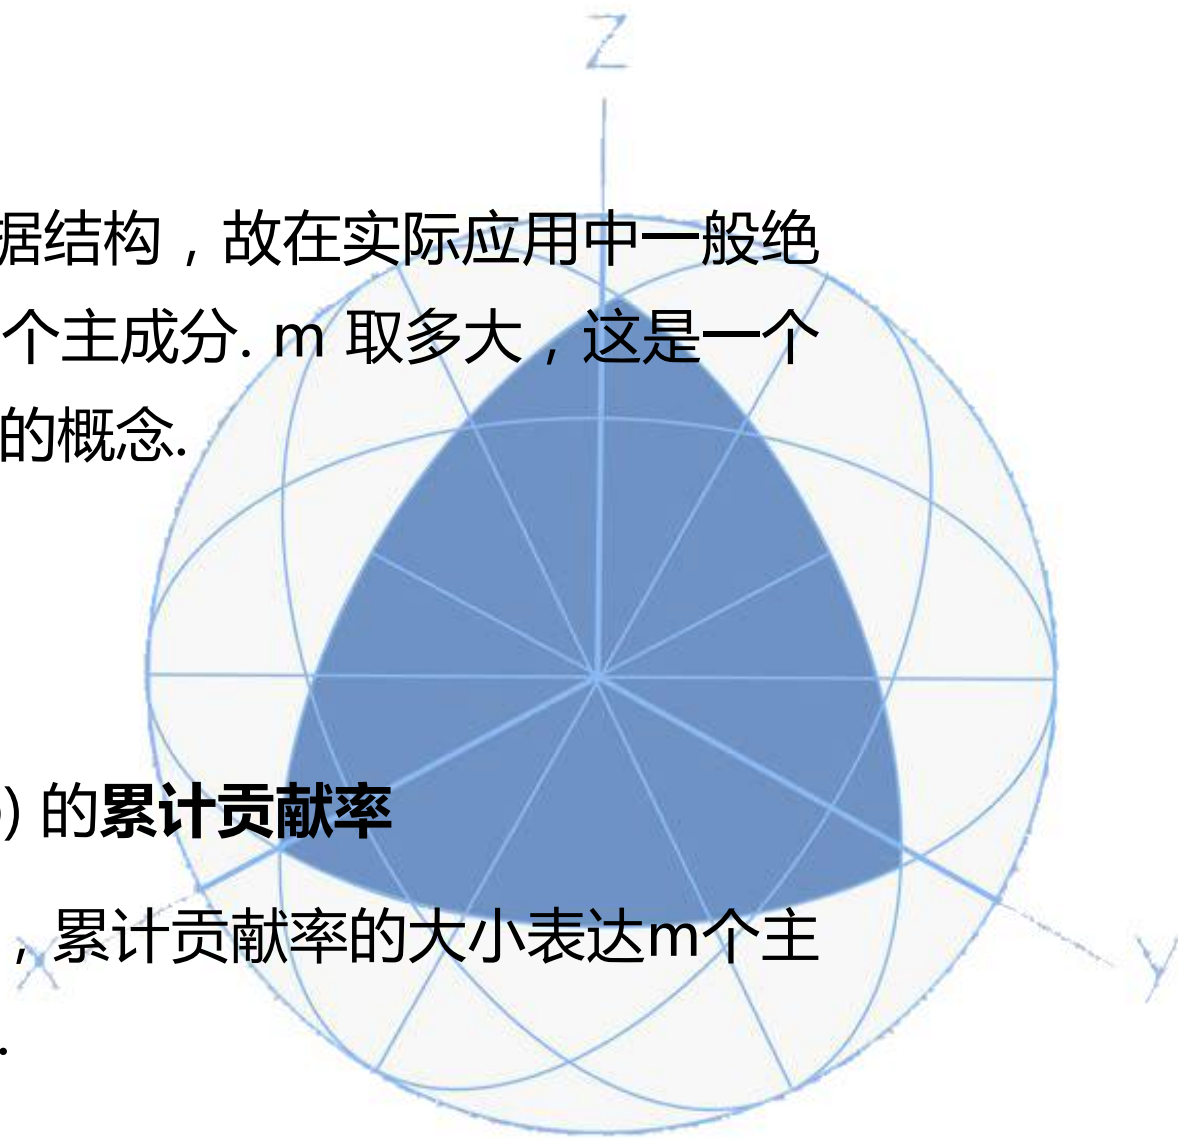 Z
据结构，故在实际应用中一般绝
个主成分. m 取多大，这是一个
的概念.
) 的累计贡献率
，累计贡献率的大小表达m个主
.
X
Y